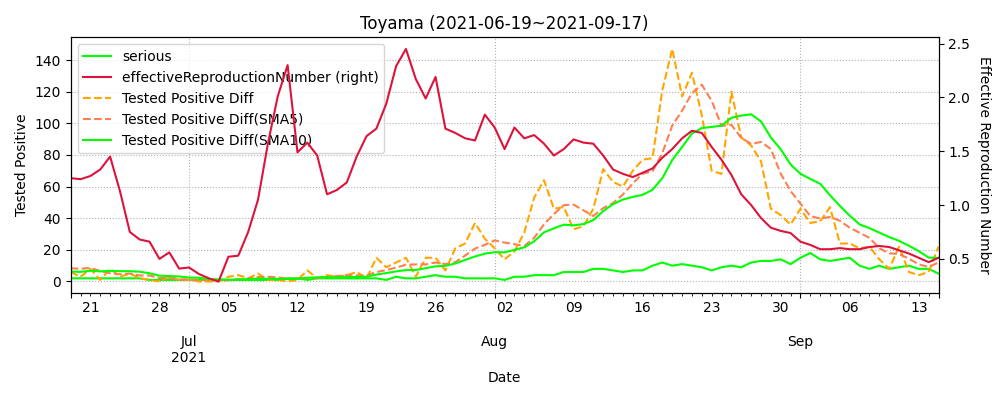 Toyama (2021-06-19~2021-09-17)
serious
effectiveReproductionNumber (right)
Tested Positive Diff
Tested Positive Diff(SMA5)
Tested Positive Diff(SMA10)
Tested Positive
140
120
100
80
60
40
20
0
2.5
2.0
1.5
1.0
0.5
Effective Reproduction Number
21 28 05 12 19 26 02 09 16 23 30 06 13
Jul Aug Sep
2021
Date